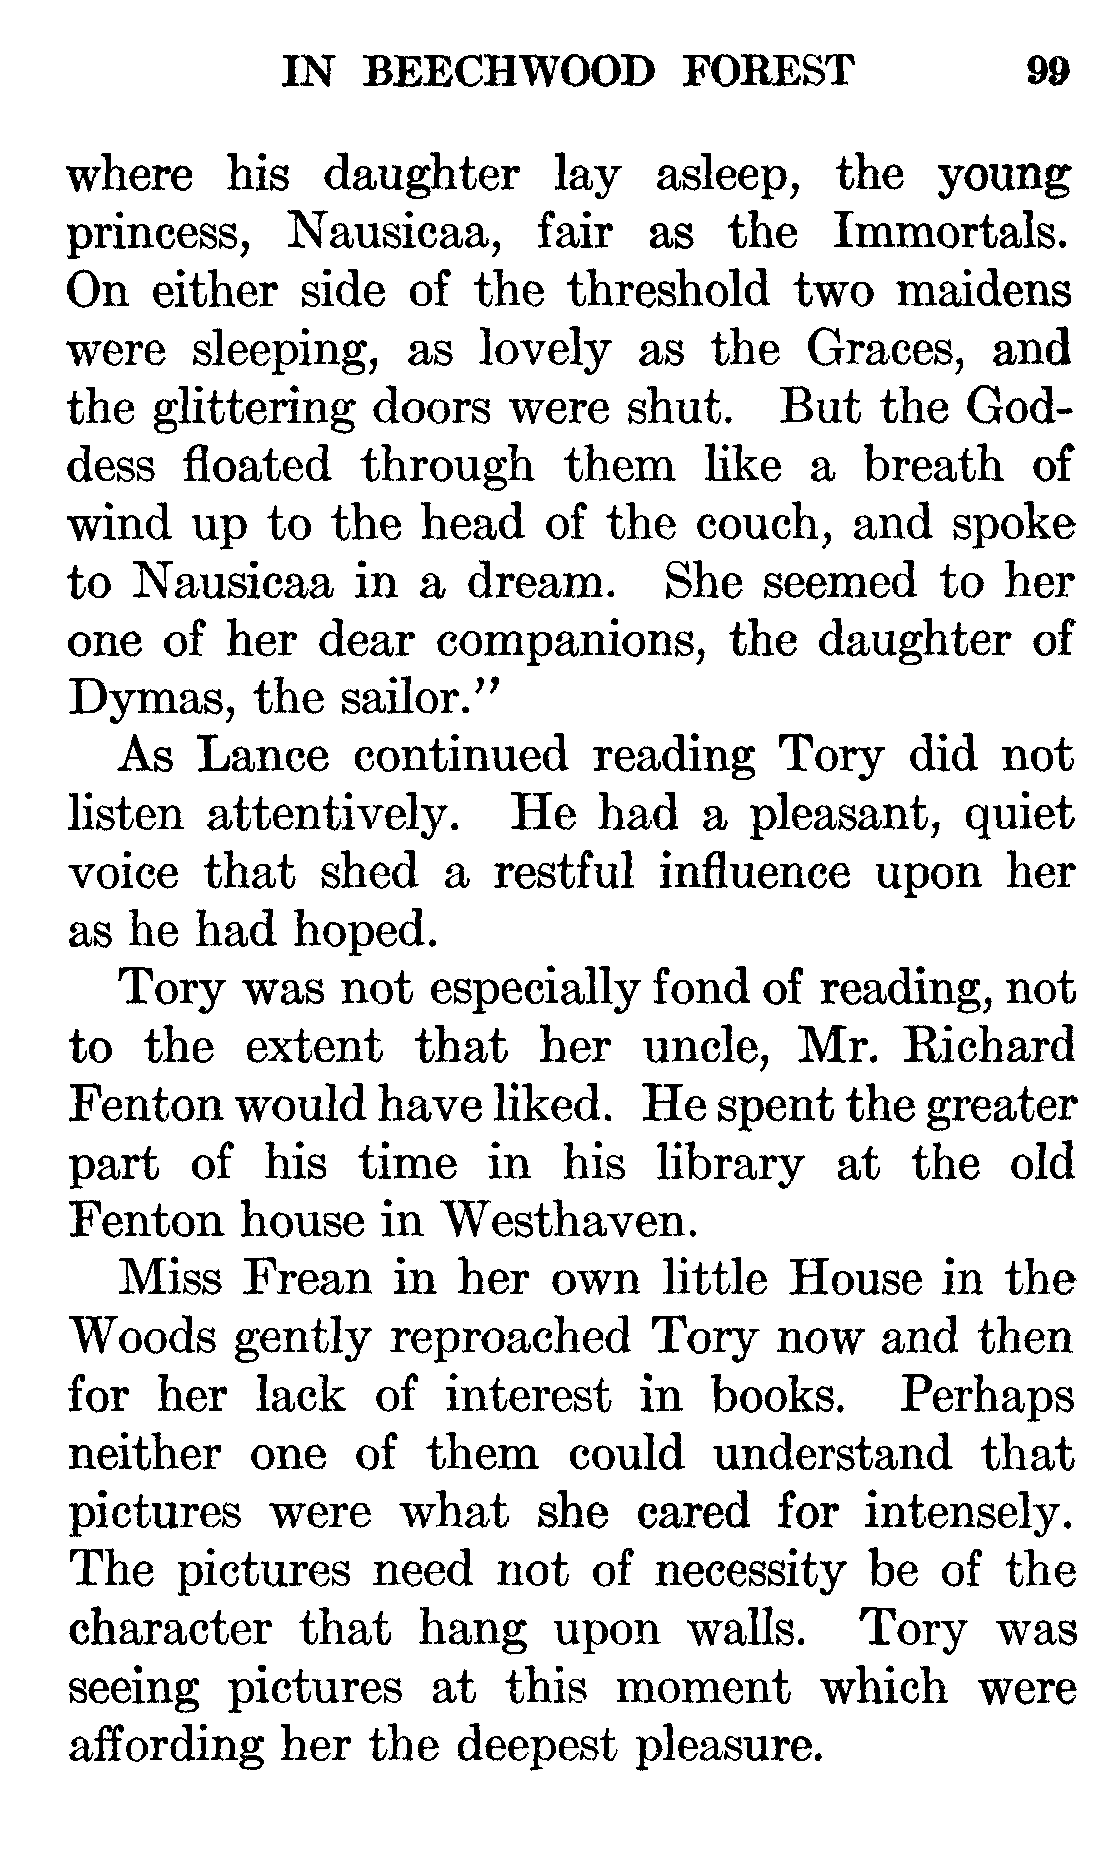 IN BEECHWOOD FOREST 99
where his daughter lay asleep, the young
princess, Nausicaa, fair as the Immortals.
On either side of the threshold two maidens
were sleeping, as lovely as the Graces, and
the glittering doors were shut. But the God-
dess floated through them like a breath of
wind up to the head of the couch, and spoke
to Nausicaa in a dream. She seemed to her
one of her dear companions, the daughter of
Dymas, the sailor.”
As Lance continued reading Tory did not
listen attentively. He had a pleasant, quiet
voice that shed a restful influence upon her
as he had hoped.
Tory was not especially fond of reading, not
to the extent that her uncle, Mr. Richard
Fenton would have liked. He spent the greater
part of his time in his library at the old
Fenton house in Westhaven.
Miss Frean in her own little House in the
Woods gently reproached Tory now and then
for her lack of interest in books. Perhaps
neither one of them could understand that
pictures were what she cared for intensely.
The pictures need not of necessity be of the
character that hang upon walls. Tory was
seeing pictures at this moment which were
affording her the deepest pleasure.